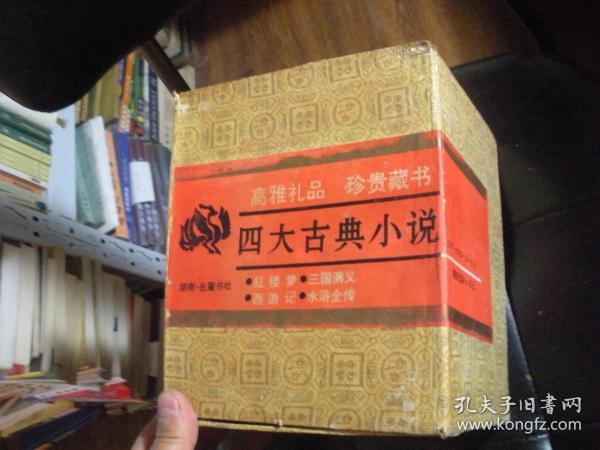 高雅礼品 珍贵藏书
四大古典小说
湖南·岳麓书社
●红楼梦●三国演义
●西游记●水浒全传
孔夫子旧书网
www.kongfz.com